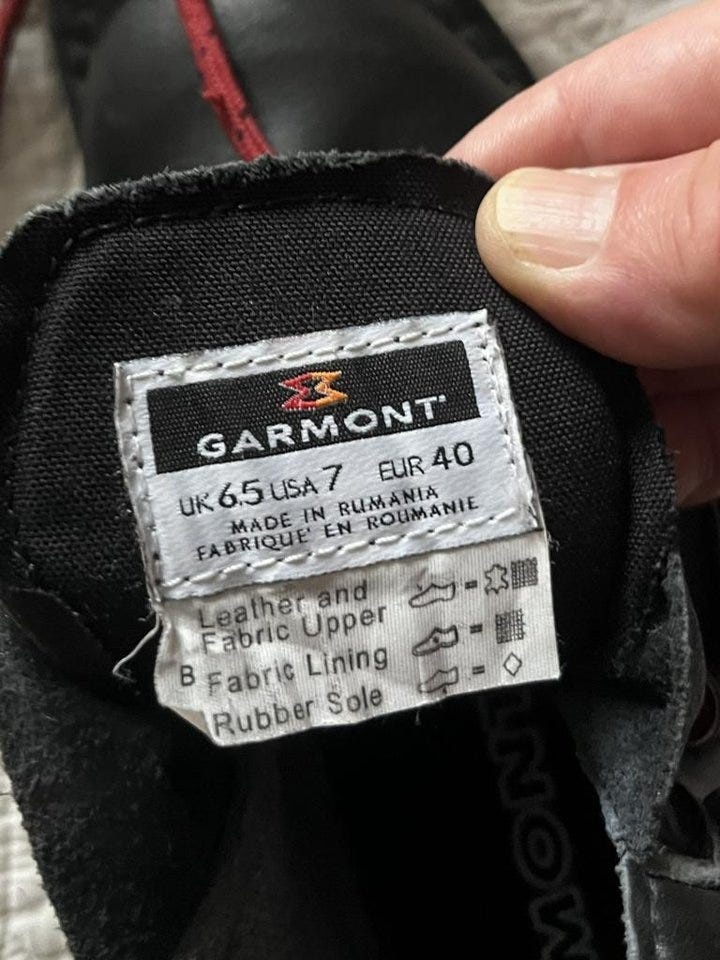 GARMONT
UK 6.5 USA 7 EUR 40
MADE IN RUMANIA
FABRIQUE' EN ROUMANIE
Leather and
Fabric Upper
B Fabric Lining
Rubber Sole
MONT